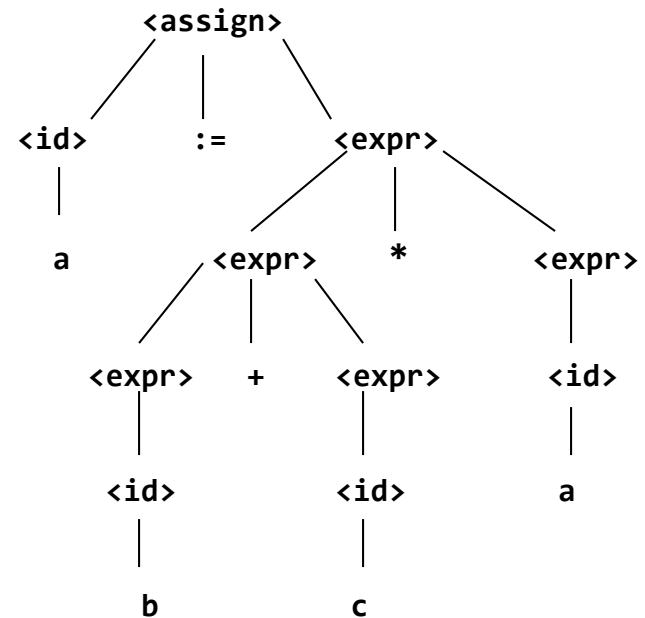 <assign>
<id> := <expr>
a <expr> * <expr>
<expr> + <expr> <id>
<id> <id> a
b c